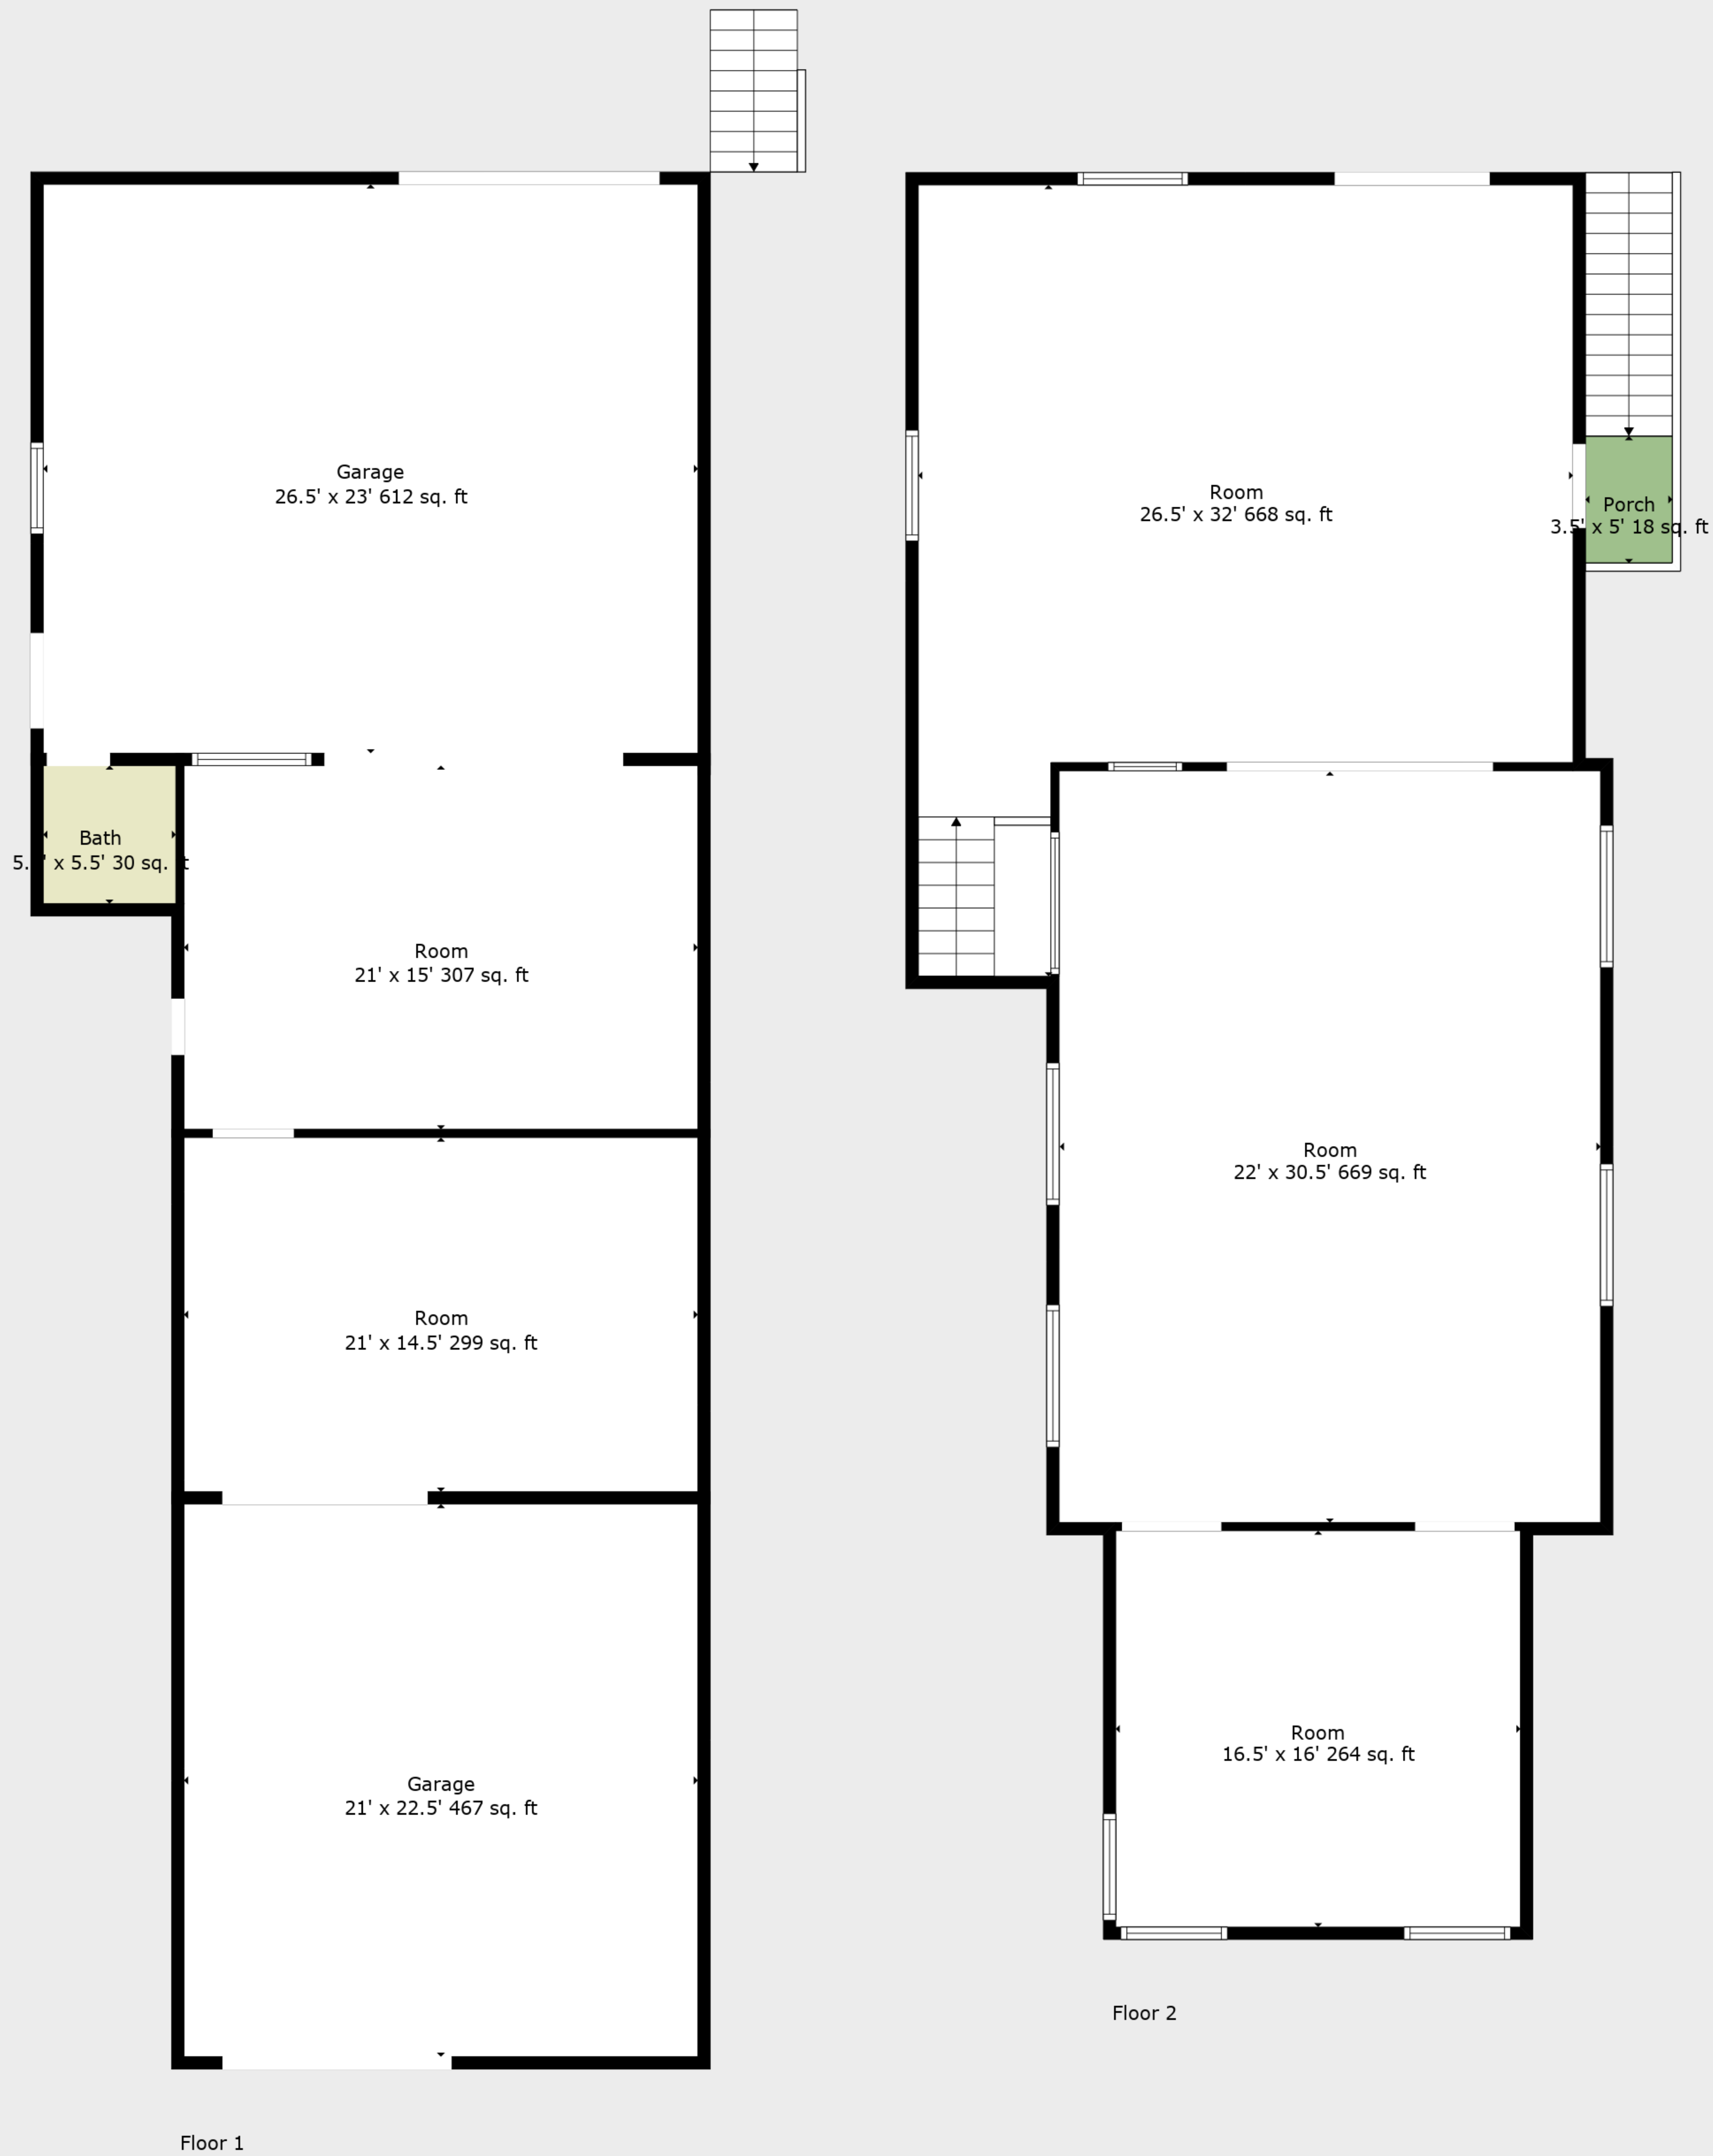 Garage
26.5' x 23' 612 sq. ft
Bath
x 5.5' 30 sq.
Room
21' x 15' 307 sq. ft
Room
21' x 14.5' 299 sq. ft
Garage
21' x 22.5' 467 sq. ft
Floor 1
Room
26.5' x 32' 668 sq. ft
Porch
3.5' x 5' 18 sq. ft
Room
22' x 30.5' 669 sq. ft
Room
16.5' x 16' 264 sq. ft
Floor 2